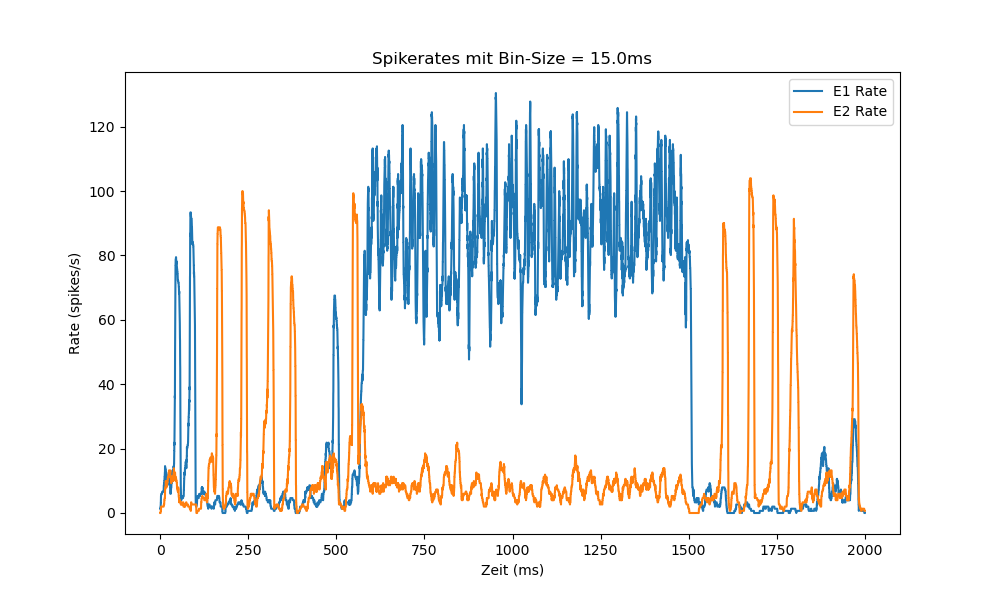 Spikerates mit Bin-Size = 15.0ms
E1 Rate
E2 Rate
Rate (spikes/s)
120
100
80
60
40
20
0
0 250 500 750 1000 1250 1500 1750 2000
Zeit (ms)